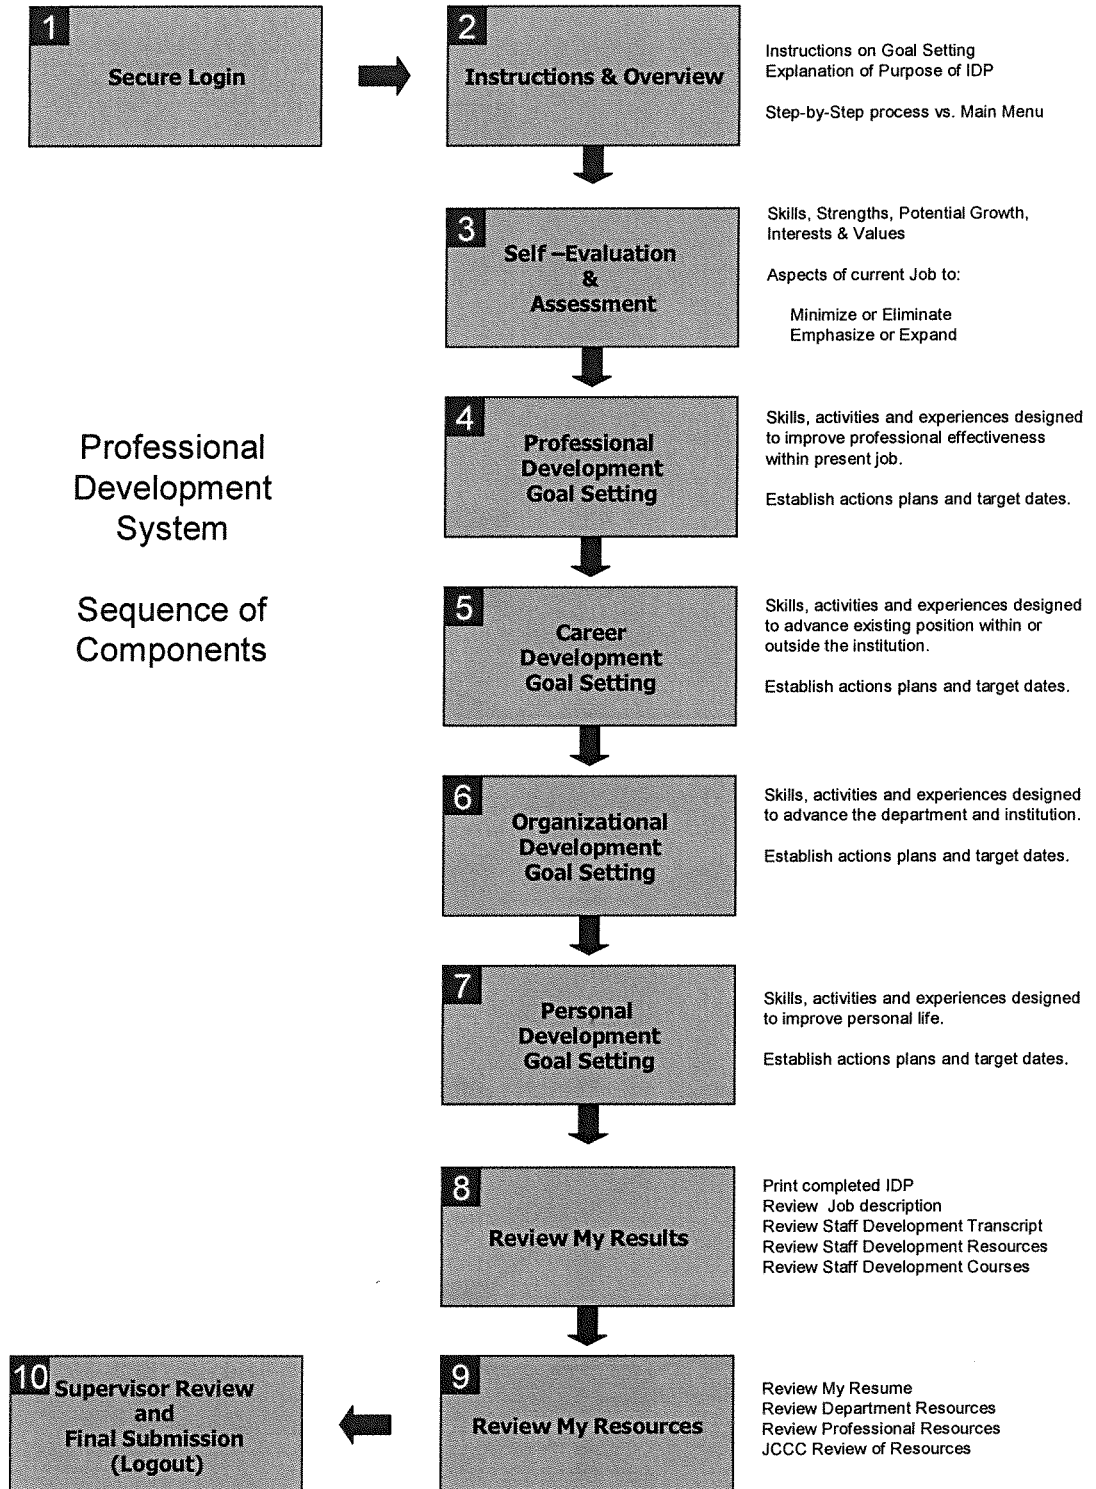 1
Secure Login
2
Instructions & Overview
Instructions on Goal Setting
Explanation of Purpose of IDP
Step-by-Step process vs. Main Menu
3
Self –Evaluation
&
Assessment
Skills, Strengths, Potential Growth,
Interests & Values
Aspects of current Job to:
Minimize or Eliminate
Emphasize or Expand
Professional
Development
System
Sequence of
Components
4
Professional
Development
Goal Setting
Skills, activities and experiences designed
to improve professional effectiveness
within present job.
Establish actions plans and target dates.
5
Career
Development
Goal Setting
Skills, activities and experiences designed
to advance existing position within or
outside the institution.
Establish actions plans and target dates.
6
Organizational
Development
Goal Setting
Skills, activities and experiences designed
to advance the department and institution.
Establish actions plans and target dates.
7
Personal
Development
Goal Setting
Skills, activities and experiences designed
to improve personal life.
Establish actions plans and target dates.
8
Review My Results
Print completed IDP
Review Job description
Review Staff Development Transcript
Review Staff Development Resources
Review Staff Development Courses
9
Review My Resources
Review My Resume
Review Department Resources
Review Professional Resources
JCCC Review of Resources
10
Supervisor Review
and
Final Submission
(Logout)